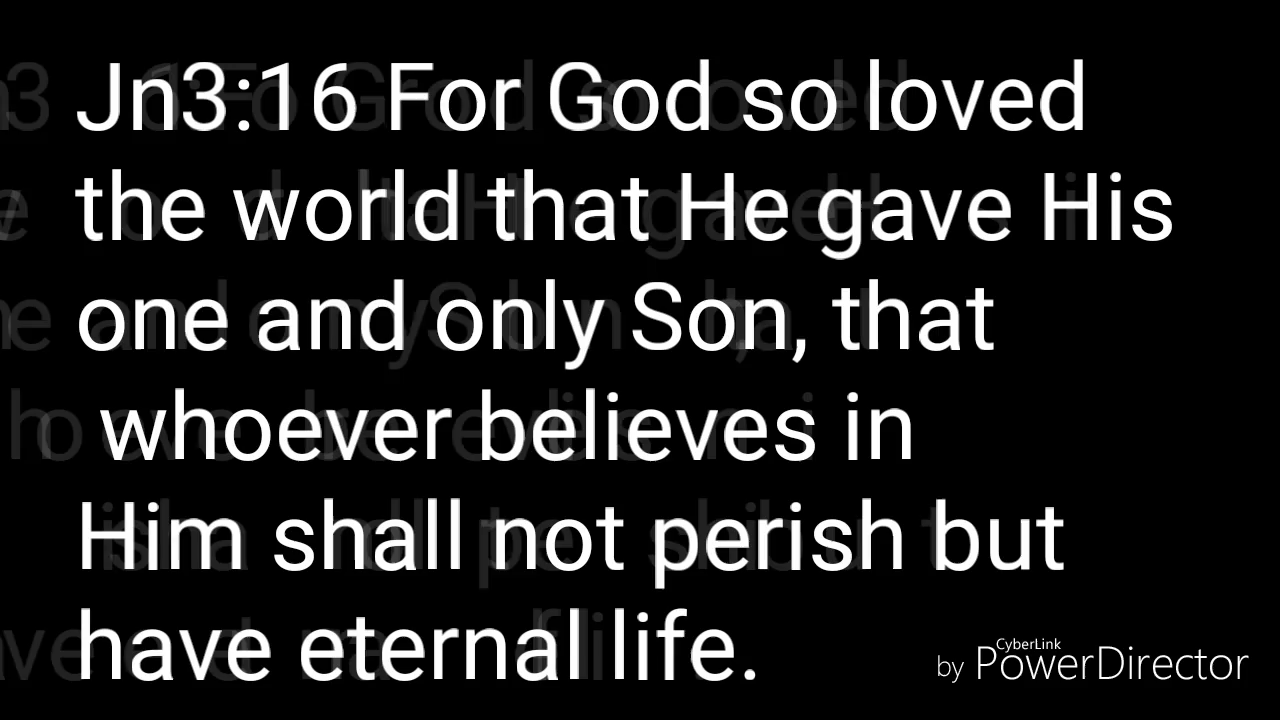 Jn3:16 For God so loved
the world that He gave His
one and only Son, that
whoever believes in
Him shall not perish but
have eternal life.
CyberLink
by PowerDirector